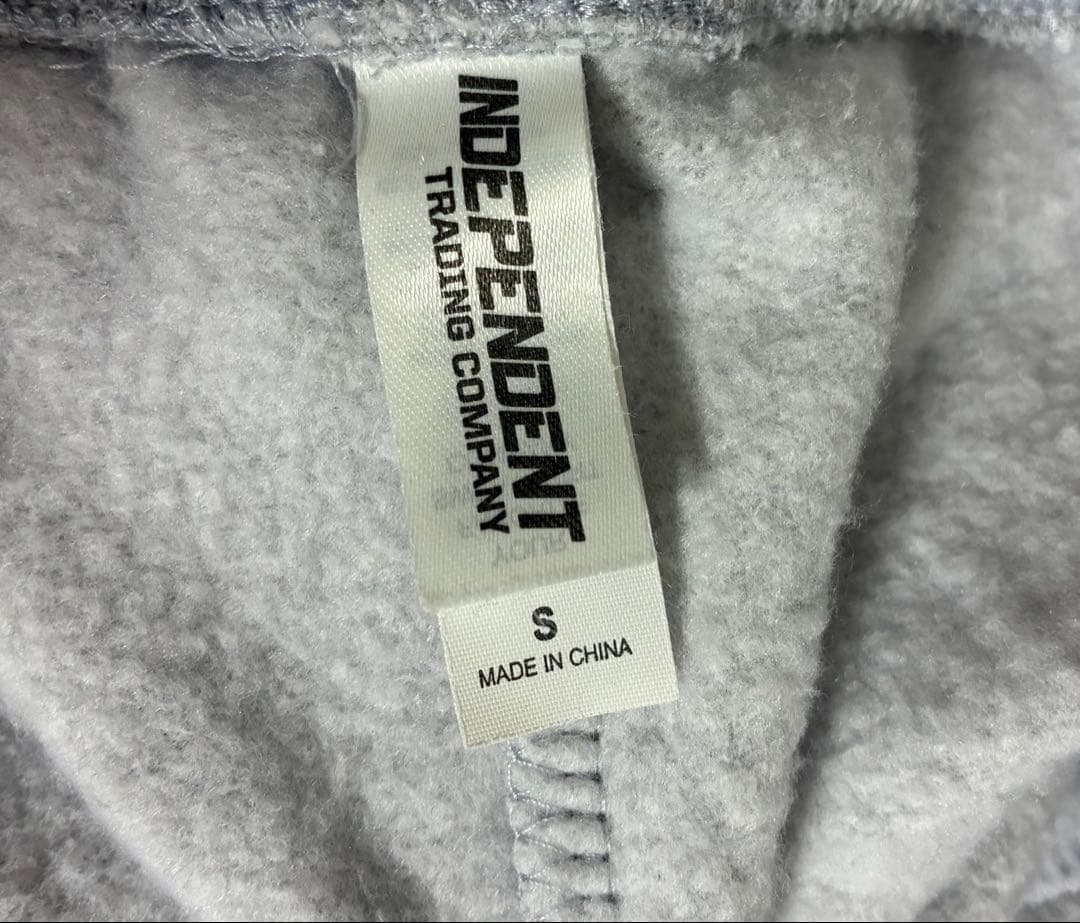 INDEPENDENT
TRADING COMPANY
S
MADE IN CHINA